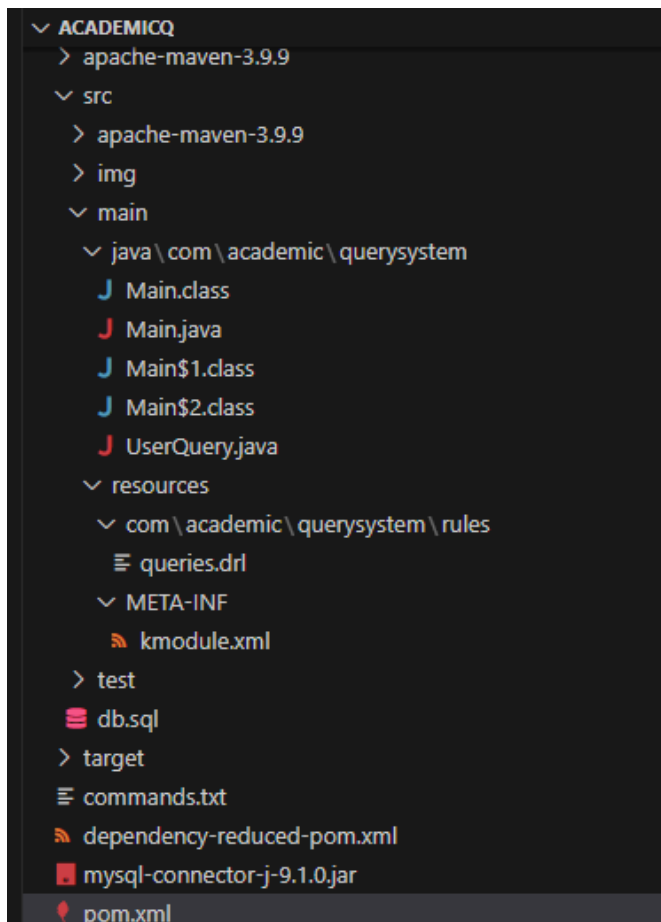 ACADEMICQ
apache-maven-3.9.9
src
apache-maven-3.9.9
img
main
java\com\academic\querysystem
Main.class
Main.java
Main$1.class
Main$2.class
UserQuery.java
resources
com\academic\querysystem\rules
queries.drl
META-INF
kmodule.xml
test
db.sql
target
commands.txt
dependency-reduced-pom.xml
mysql-connector-j-9.1.0.jar
pom.xml